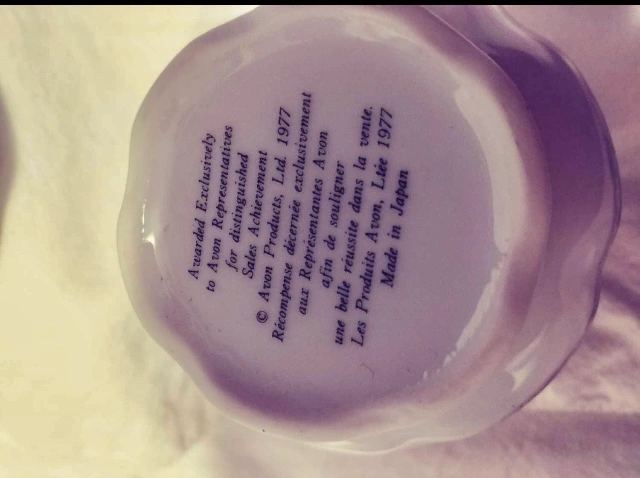 Awarded Exclusively
to Avon Representatives
for distinguished
Sales Achievement
© Avon Products, Ltd. 1977
Récompense décernée exclusivement
aux Représentantes Avon
afin de souligner
une belle réussite dans la vente.
Les Produits Avon, Ltée 1977
Made in Japan